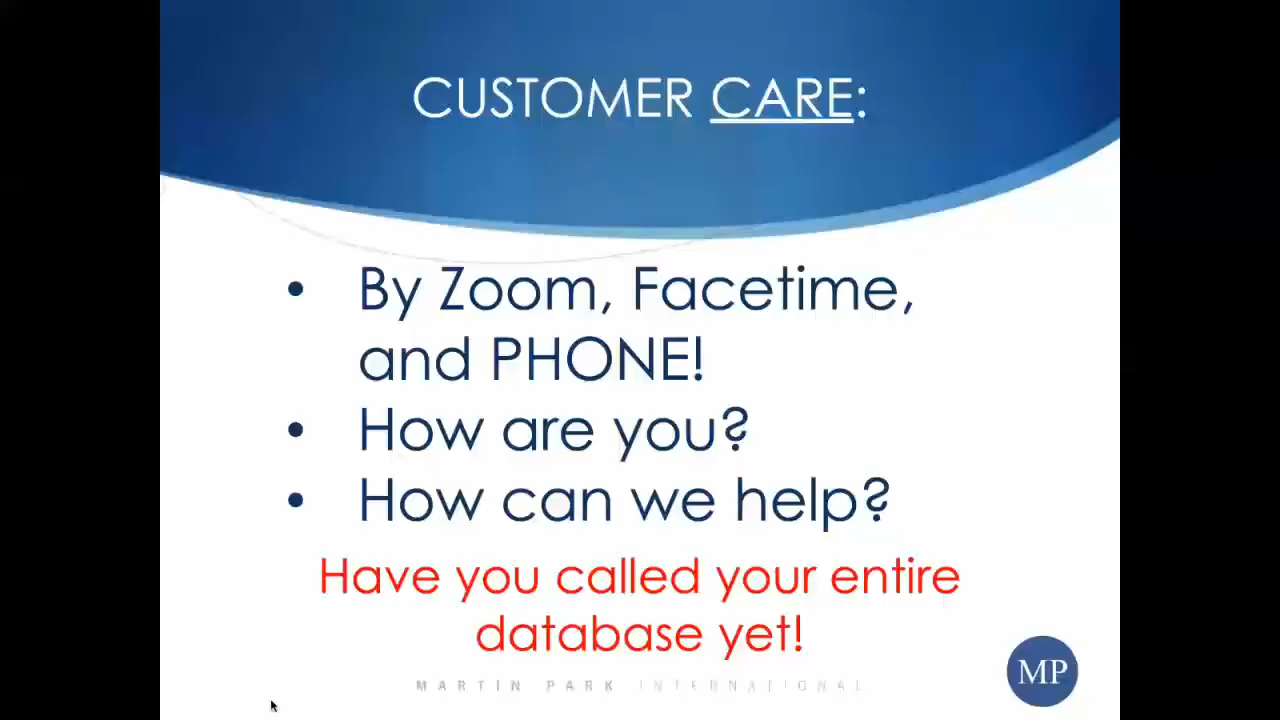 CUSTOMER CARE:
• By Zoom, Facetime,
and PHONE!
• How are you?
• How can we help?
Have you called your entire
database yet!
MARTIN PARK INTERNATIONAL
MP